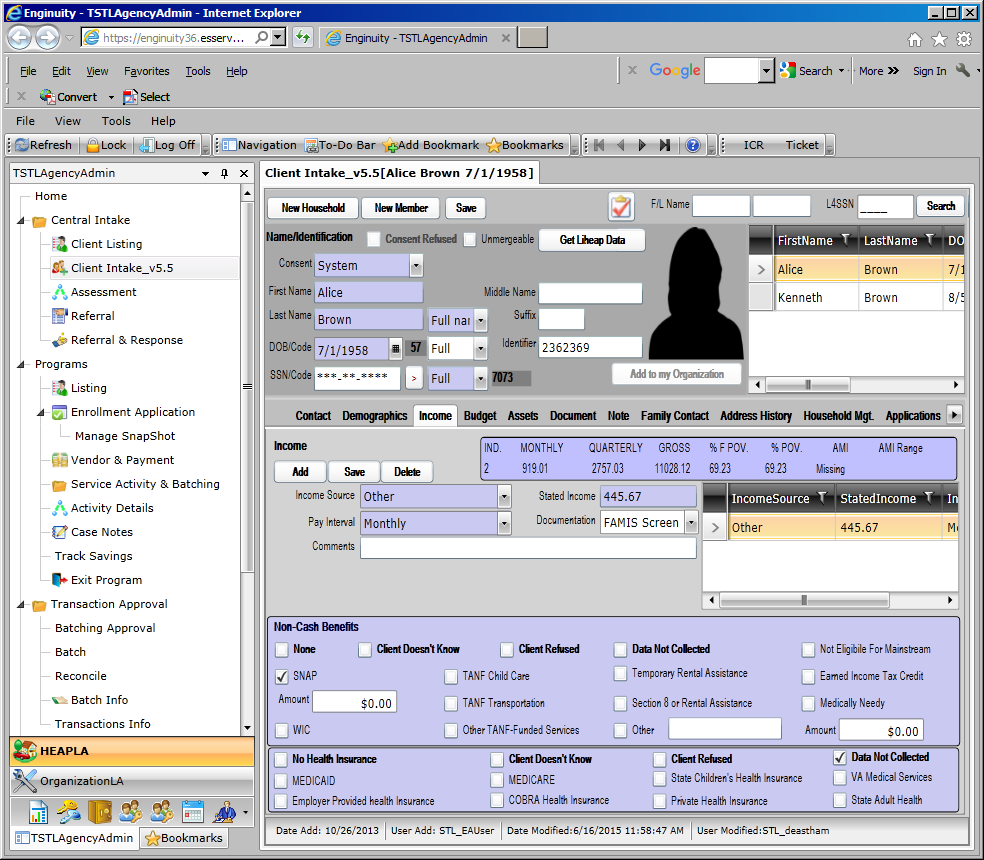 Enginuity - TSTLAgencyAdmin - Internet Explorer
https://enginuity36.esserv...
Enginuity - TSTLAgencyAdmin
File Edit View Favorites Tools Help
Google Search More Sign In
Convert Select
File View Tools Help
Refresh Lock Log Off Navigation To-Do Bar Add Bookmark Bookmarks ICR Ticket
TSTLAgencyAdmin
Home
Central Intake
Client Listing
Client Intake_v5.5
Assessment
Referral
Referral & Response
Programs
Listing
Enrollment Application
Manage SnapShot
Vendor & Payment
Service Activity & Batching
Activity Details
Case Notes
Track Savings
Exit Program
Transaction Approval
Batching Approval
Batch
Reconcile
Batch Info
Transactions Info
HEAPLA
OrganizationLA
TSTLAgencyAdmin Bookmarks
Client Intake_v5.5[Alice Brown 7/1/1958]
New Household New Member Save F/L Name L4SSN ____ Search
Name/Identification Consent Refused Unmergeable Get Liheap Data
Consent System
First Name Alice Middle Name
Last Name Brown Full nar Suffix
DOB/Code 7/1/1958 57 Full Identifier 2362369
SSN/Code ***-**-**** > Full 7073 Add to my Organization
FirstName LastName DO
Alice Brown 7/1
Kenneth Brown 8/5
Contact Demographics Income Budget Assets Document Note Family Contact Address History Household Mgt. Applications
Income
IND. MONTHLY QUARTERLY GROSS % F POV. % POV. AMI AMI Range
2 919.01 2757.03 11028.12 69.23 69.23 Missing
Add Save Delete
Income Source Other Stated Income 445.67
Pay Interval Monthly Documentation FAMIS Screen
Comments
IncomeSource StatedIncome In
Other 445.67 Mo
Non-Cash Benefits
None Client Doesn't Know Client Refused Data Not Collected Not Eligibile For Mainstream
SNAP TANF Child Care Temporary Rental Assistance Earned Income Tax Credit
Amount $0.00 TANF Transportation Section 8 or Rental Assistance Medically Needy
WIC Other TANF-Funded Services Other Amount $0.00
No Health Insurance Client Doesn't Know Client Refused Data Not Collected
MEDICAID MEDICARE State Children's Health Insurance VA Medical Services
Employer Provided health Insurance COBRA Health Insurance Private Health Insurance State Adult Health
Date Add: 10/26/2013 User Add: STL_EAUser Date Modified:6/16/2015 11:58:47 AM User Modified:STL_deastham